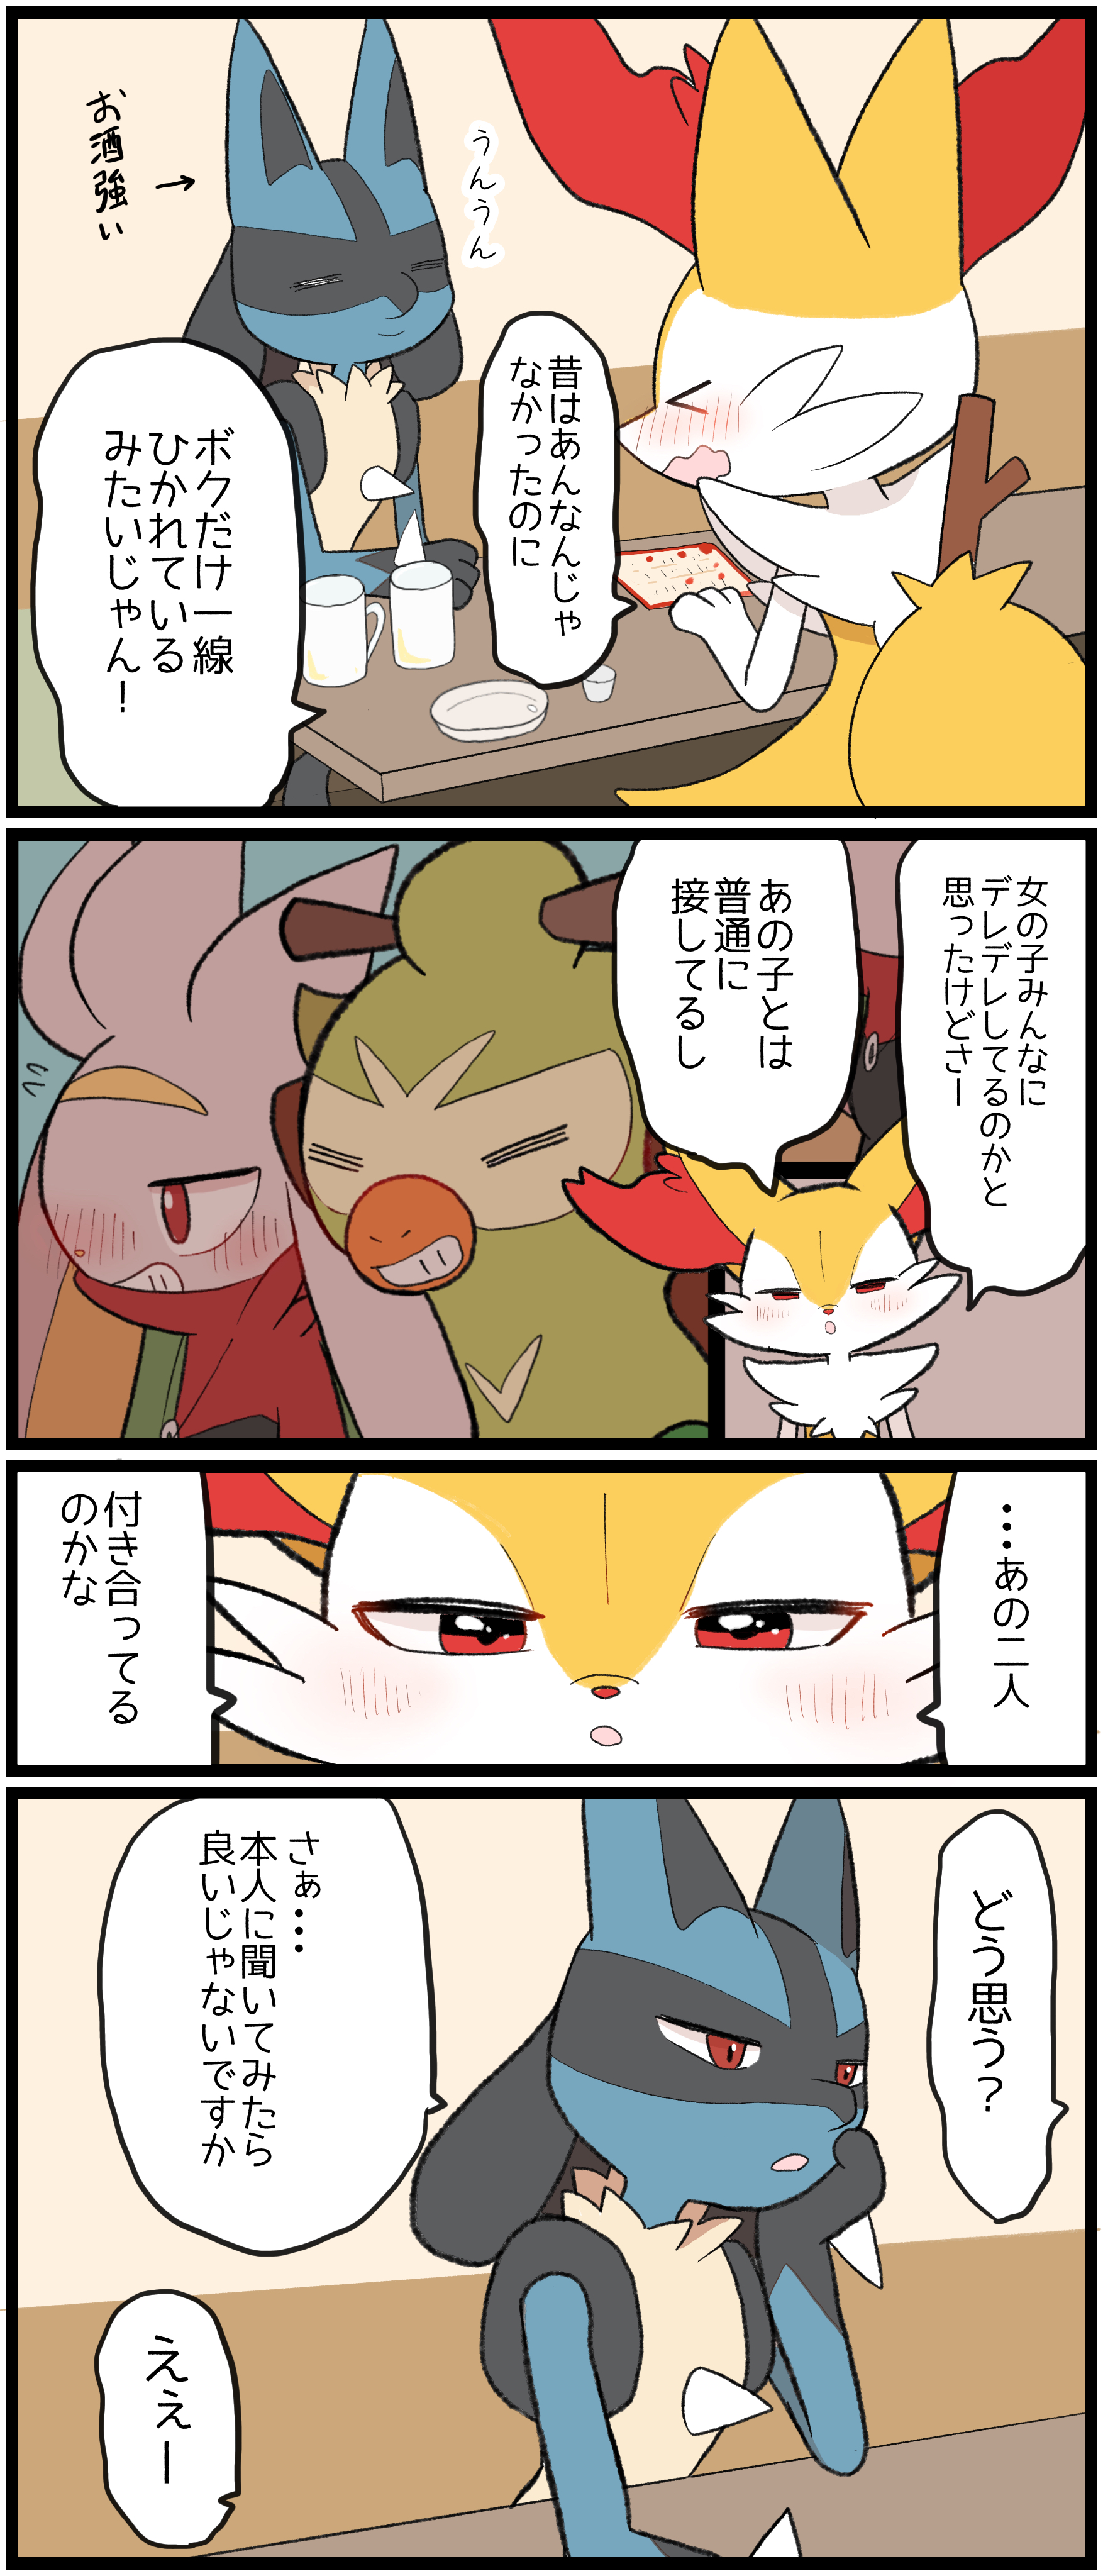 昔はあんなんじゃ
なかったのに
うんうん
お酒強い
→
ボクだけ一線
ひかれている
みたいじゃん！
女の子みんなに
デレデレしてるのかと
思ったけどさー
あの子とは
普通に
接してるし
…あの二人
付き合ってる
のかな
どう思う？
さぁ…
本人に聞いてみたら
良いじゃないですか
えぇー